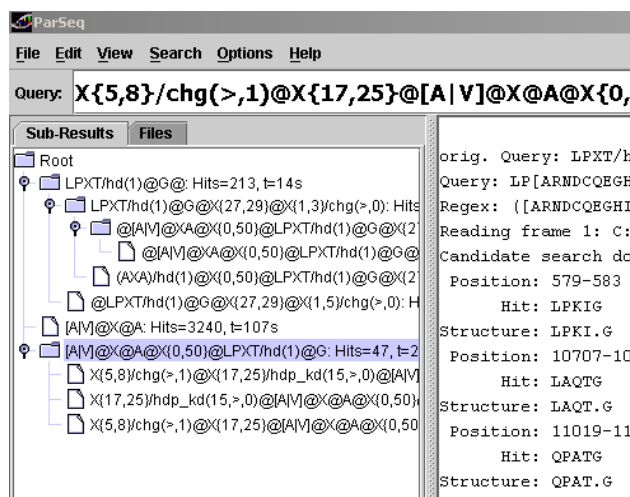 ParSeq
File Edit View Search Options Help
Query: X{5,8}/chg(>,1)@X{17,25}@[A|V]@X@A@X{0,
Sub-Results Files
Root
LPXT/hd(1)@G@: Hits=213, t=14s
LPXT/hd(1)@G@X{27,29}@X{1,3}/chg(>,0): Hits
@[A|V]@XA@X{0,50}@LPXT/hd(1)@G@X{2
@[A|V]@XA@X{0,50}@LPXT/hd(1)@G@
(AXA)/hd(1)@X{0,50}@LPXT/hd(1)@G@X{2
@LPXT/hd(1)@G@X{27,29}@X{1,5}/chg(>,0): H
[A|V]@X@A: Hits=3240, t=107s
[A|V]@X@A@X{0,50}@LPXT/hd(1)@G: Hits=47, t=2
X{5,8}/chg(>,1)@X{17,25}/hdp_kd(15,>,0)@[A|V]
X{17,25}/hdp_kd(15,>,0)@[A|V]@X@A@X{0,50}
X{5,8}/chg(>,1)@X{17,25}@[A|V]@X@A@X{0,50
orig. Query: LPXT/h
Query: LP[ARNDCQEGH
Regex: ([ARNDCQEGHI
Reading frame 1: C:
Candidate search do
Position: 579-583
Hit: LPKIG
Structure: LPKI.G
Position: 10707-10
Hit: LAQTG
Structure: LAQT.G
Position: 11019-11
Hit: QPATG
Structure: QPAT.G